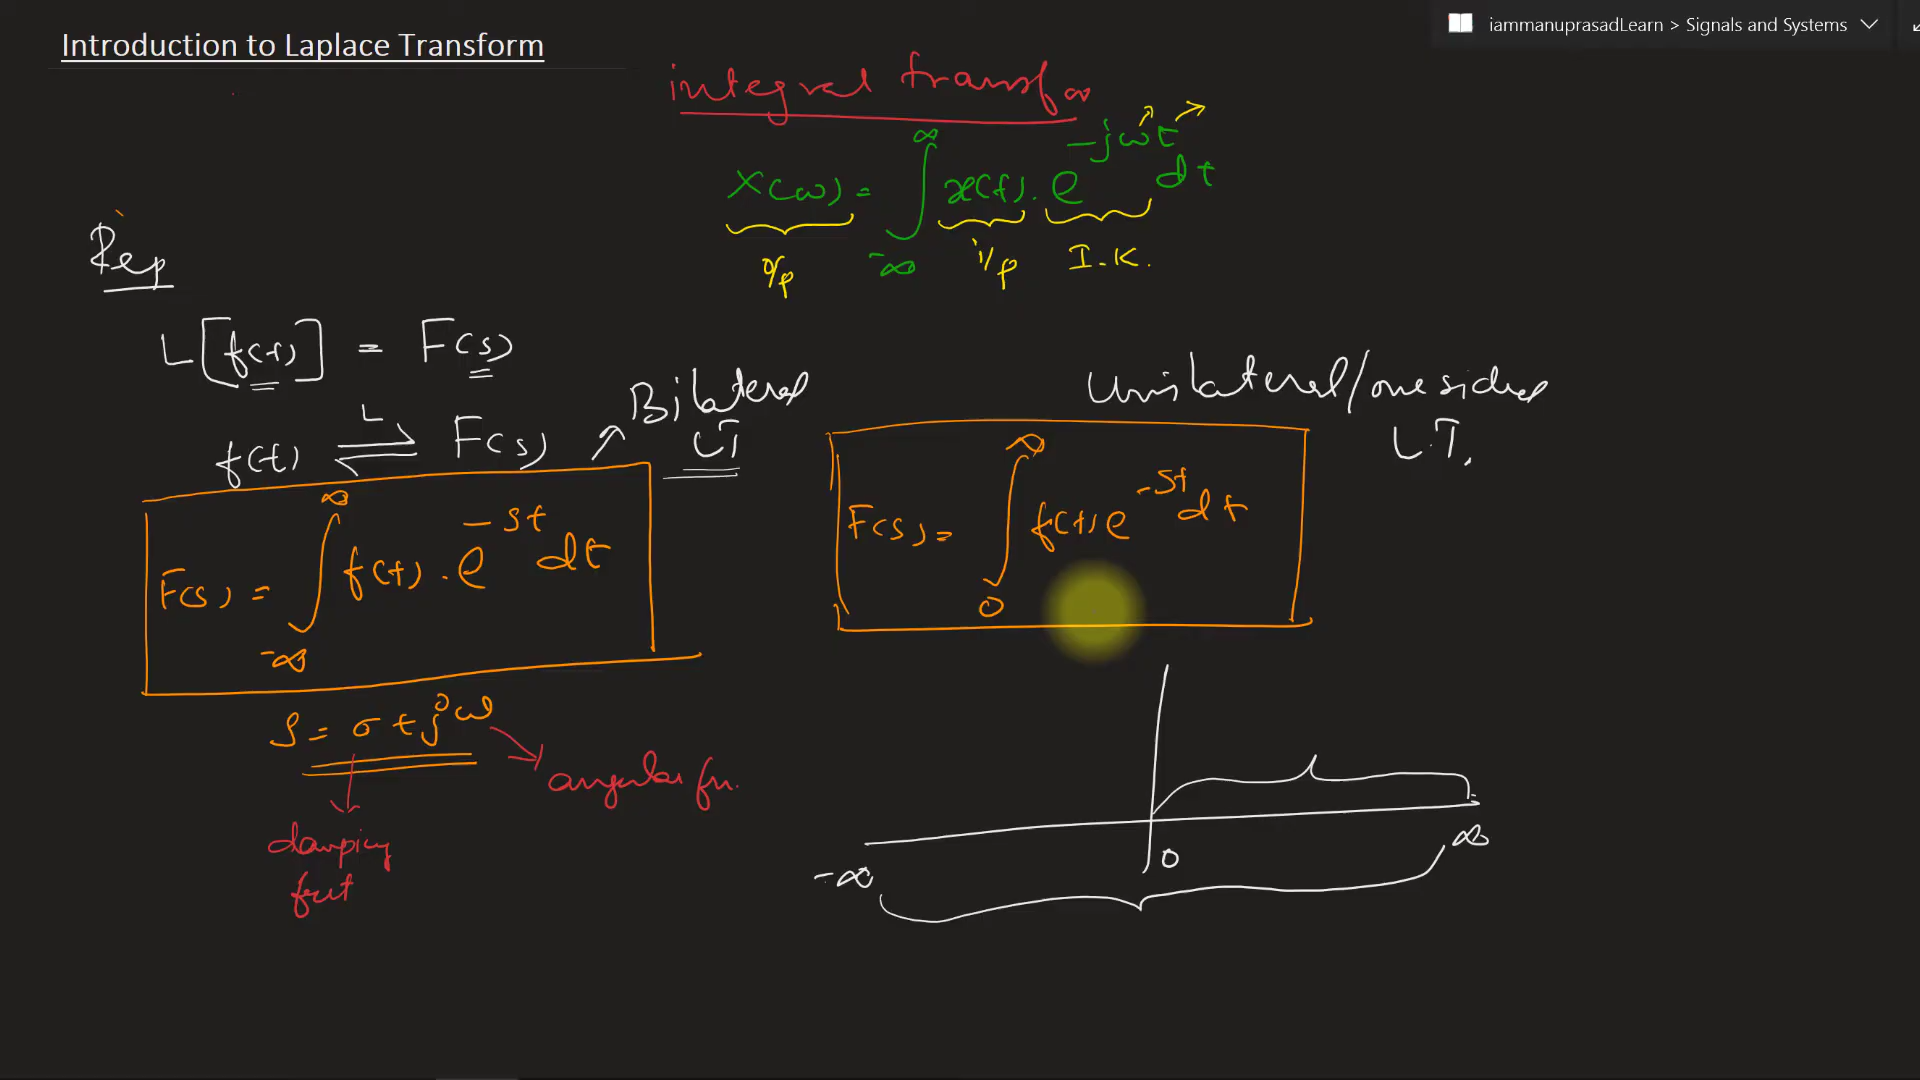 Introduction to Laplace Transform
iammanuprasadLearn > Signals and Systems
integral transfor
X(ω) = ∫_{-∞}^{∞} x(t) . e^{-jωt} dt
o/p i/p I.K.
Rep
L[f(t)] = F(s)
f(t) ⇌ F(s)
L
Bilateral
LT
Unilateral/one sided
L.T.
F(s) = ∫_{-∞}^{∞} f(t) . e^{-st} dt
F(s) = ∫_{0}^{∞} f(t) e^{-st} dt
s = σ + jω
angular fr.
damping
fact
-∞ 0 ∞